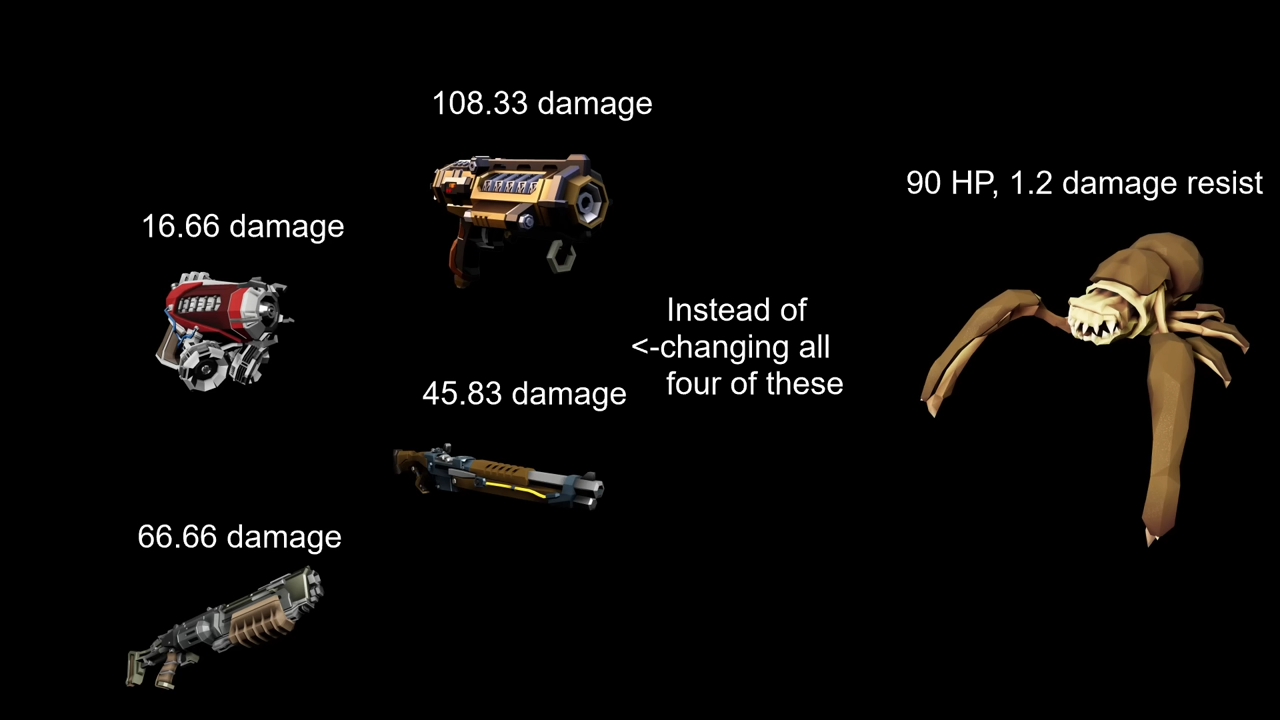 108.33 damage
90 HP, 1.2 damage resist
16.66 damage
Instead of
<-changing all
four of these
45.83 damage
66.66 damage